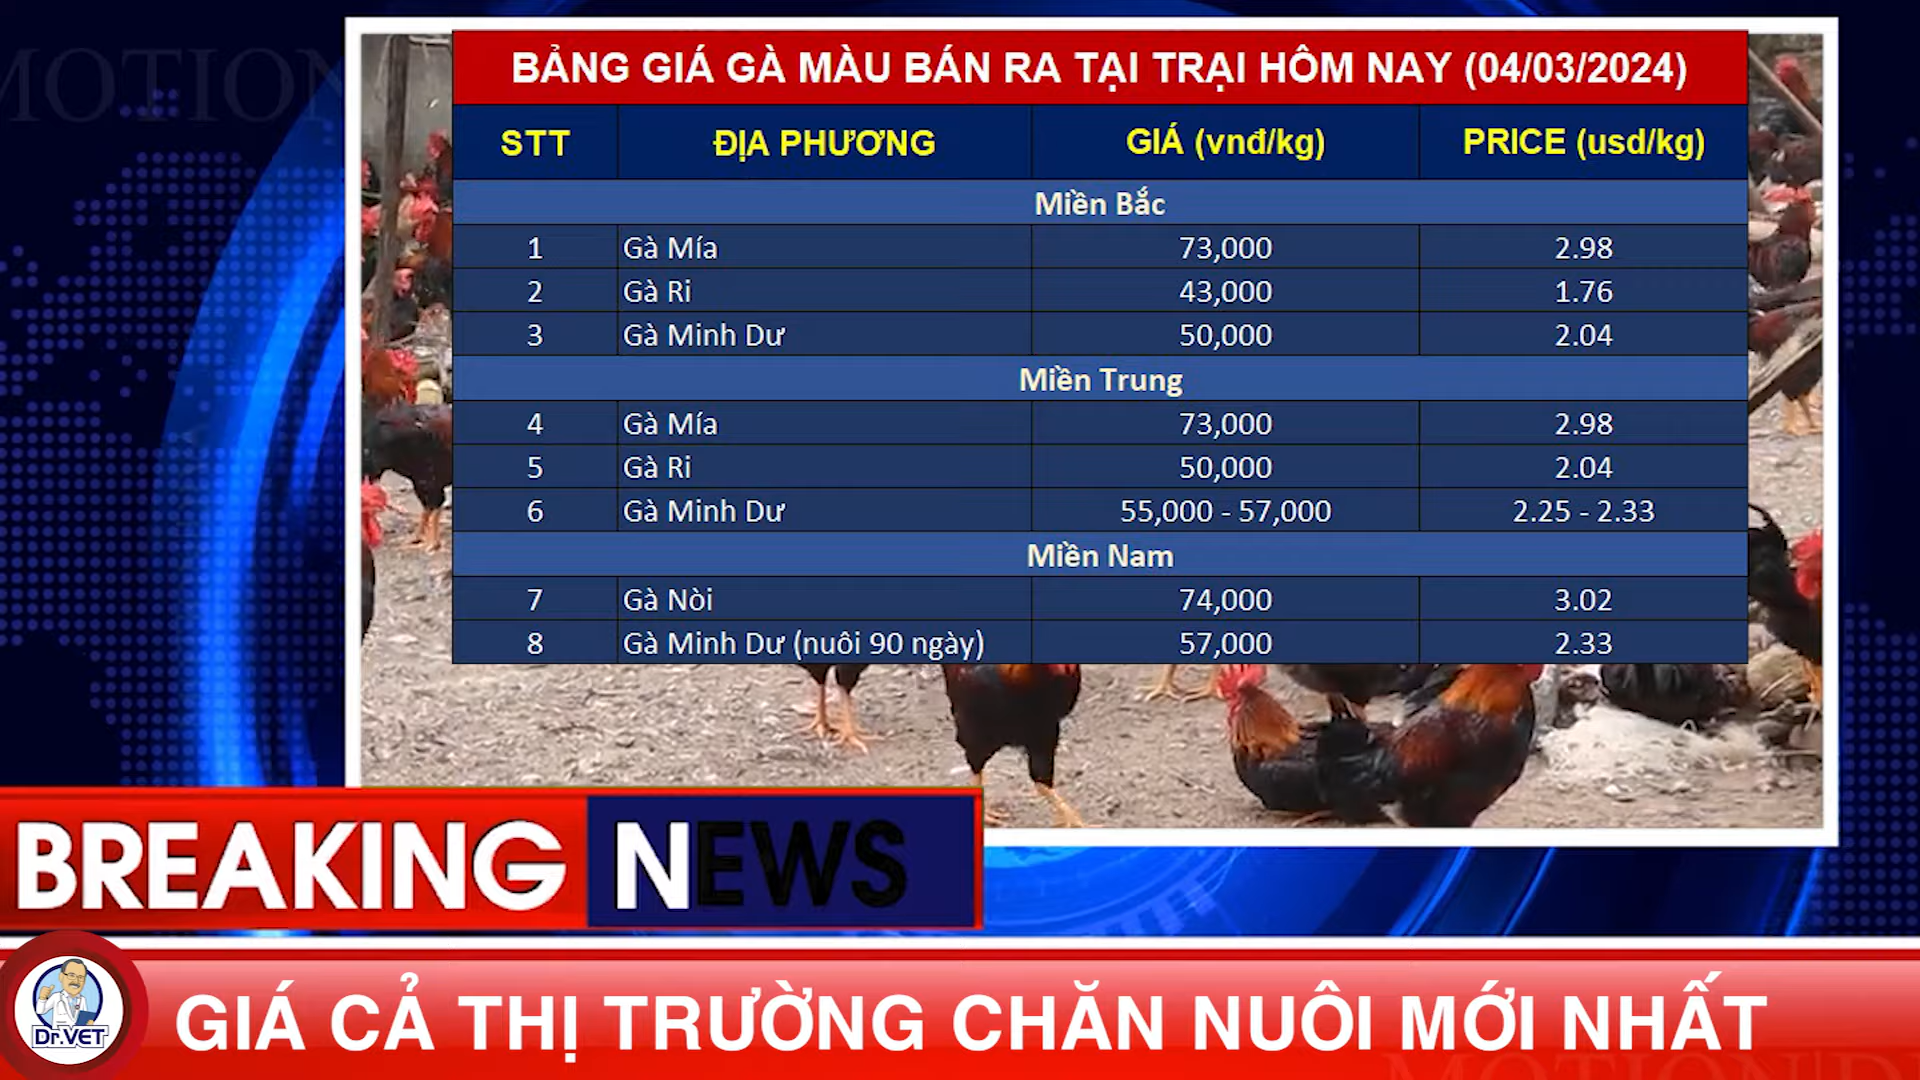 MOTION
BẢNG GIÁ GÀ MÀU BÁN RA TẠI TRẠI HÔM NAY (04/03/2024)
STT ĐỊA PHƯƠNG GIÁ (vnđ/kg) PRICE (usd/kg)
Miền Bắc
1 Gà Mía 73,000 2.98
2 Gà Ri 43,000 1.76
3 Gà Minh Dư 50,000 2.04
Miền Trung
4 Gà Mía 73,000 2.98
5 Gà Ri 50,000 2.04
6 Gà Minh Dư 55,000 - 57,000 2.25 - 2.33
Miền Nam
7 Gà Nòi 74,000 3.02
8 Gà Minh Dư (nuôi 90 ngày) 57,000 2.33
BREAKING NEWS
Dr.VET
GIÁ CẢ THỊ TRƯỜNG CHĂN NUÔI MỚI NHẤT